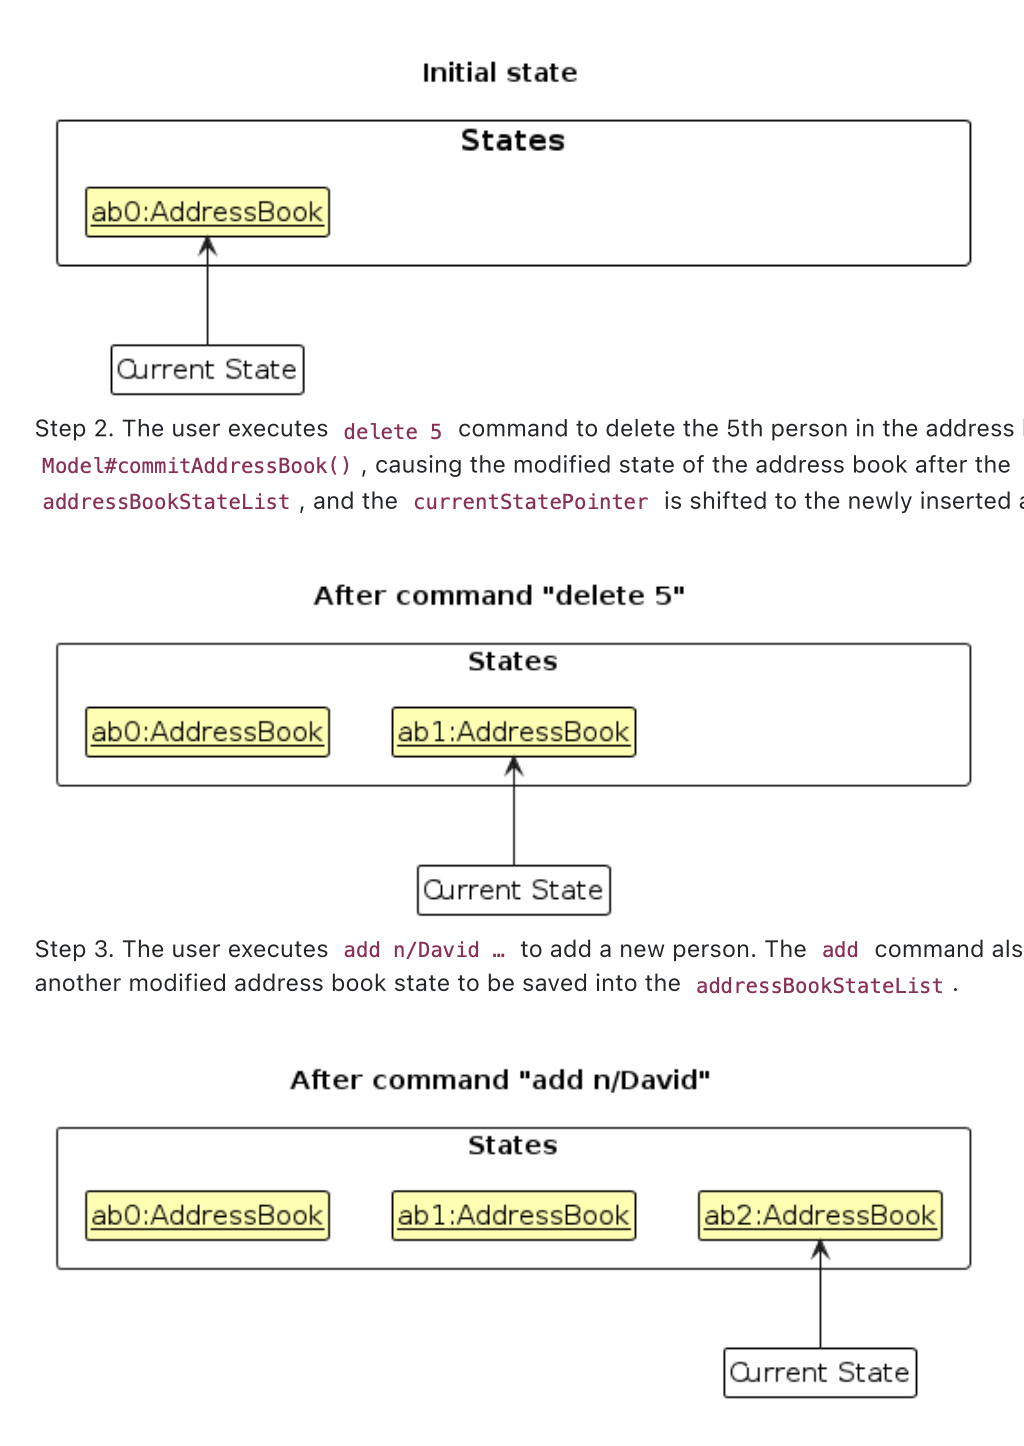 Initial state
States
ab0:AddressBook
Current State
Step 2. The user executes delete 5 command to delete the 5th person in the address
Model#commitAddressBook() , causing the modified state of the address book after the
addressBookStateList , and the currentStatePointer is shifted to the newly inserted
After command "delete 5"
States
ab0:AddressBook ab1:AddressBook
Current State
Step 3. The user executes add n/David … to add a new person. The add command als
another modified address book state to be saved into the addressBookStateList .
After command "add n/David"
States
ab0:AddressBook ab1:AddressBook ab2:AddressBook
Current State